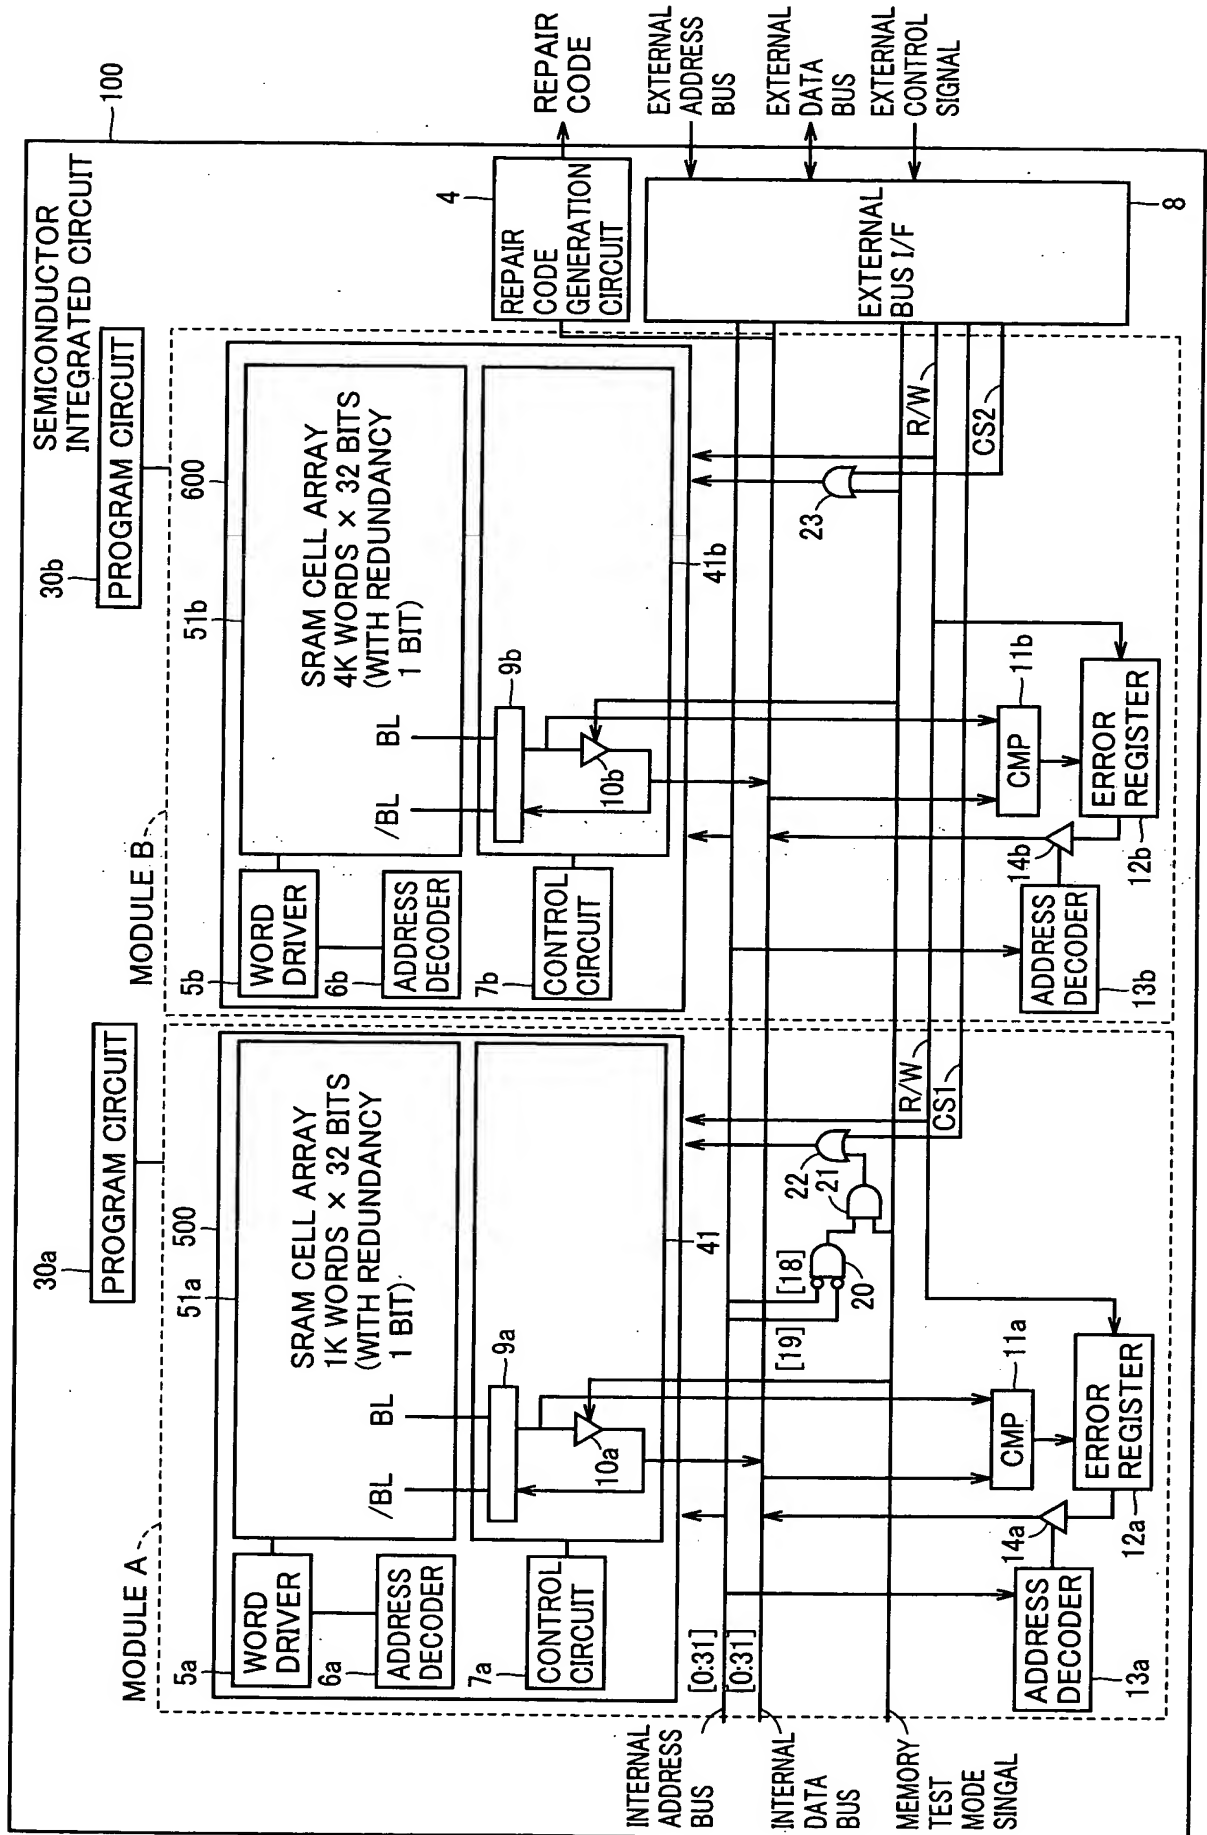 SEMICONDUCTOR
INTEGRATED CIRCUIT
100
30a
PROGRAM CIRCUIT
30b
PROGRAM CIRCUIT
MODULE A
500
51a
SRAM CELL ARRAY
1K WORDS × 32 BITS
(WITH REDUNDANCY
1 BIT)
/BL
BL
5a
WORD
DRIVER
6a
ADDRESS
DECODER
7a
CONTROL
CIRCUIT
9a
10a
41
MODULE B
600
51b
SRAM CELL ARRAY
4K WORDS × 32 BITS
(WITH REDUNDANCY
1 BIT)
/BL
BL
5b
WORD
DRIVER
6b
ADDRESS
DECODER
7b
CONTROL
CIRCUIT
9b
10b
41b
4
REPAIR
CODE
GENERATION
CIRCUIT
REPAIR
CODE
EXTERNAL
ADDRESS
BUS
EXTERNAL
DATA
BUS
EXTERNAL
CONTROL
SIGNAL
EXTERNAL
BUS I/F
8
INTERNAL
ADDRESS
BUS
[0:31]
INTERNAL
DATA
BUS
[0:31]
MEMORY
TEST
MODE
SINGAL
[19]
[18]
20
21
22
R/W
CS1
23
R/W
CS2
11a
CMP
ERROR
REGISTER
12a
14a
ADDRESS
DECODER
13a
11b
CMP
ERROR
REGISTER
12b
14b
ADDRESS
DECODER
13b